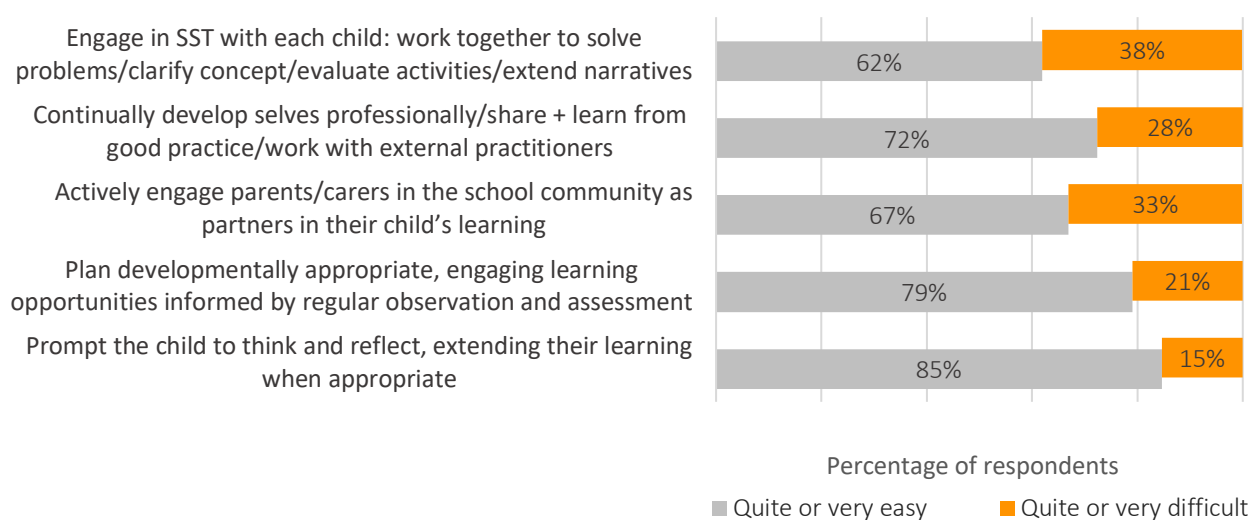 Engage in SST with each child: work together to solve
problems/clarify concept/evaluate activities/extend narratives
62%
38%
Continually develop selves professionally/share + learn from
good practice/work with external practitioners
72%
28%
Actively engage parents/carers in the school community as
partners in their child’s learning
67%
33%
Plan developmentally appropriate, engaging learning
opportunities informed by regular observation and assessment
79%
21%
Prompt the child to think and reflect, extending their learning
when appropriate
85%
15%
Percentage of respondents
Quite or very easy
Quite or very difficult